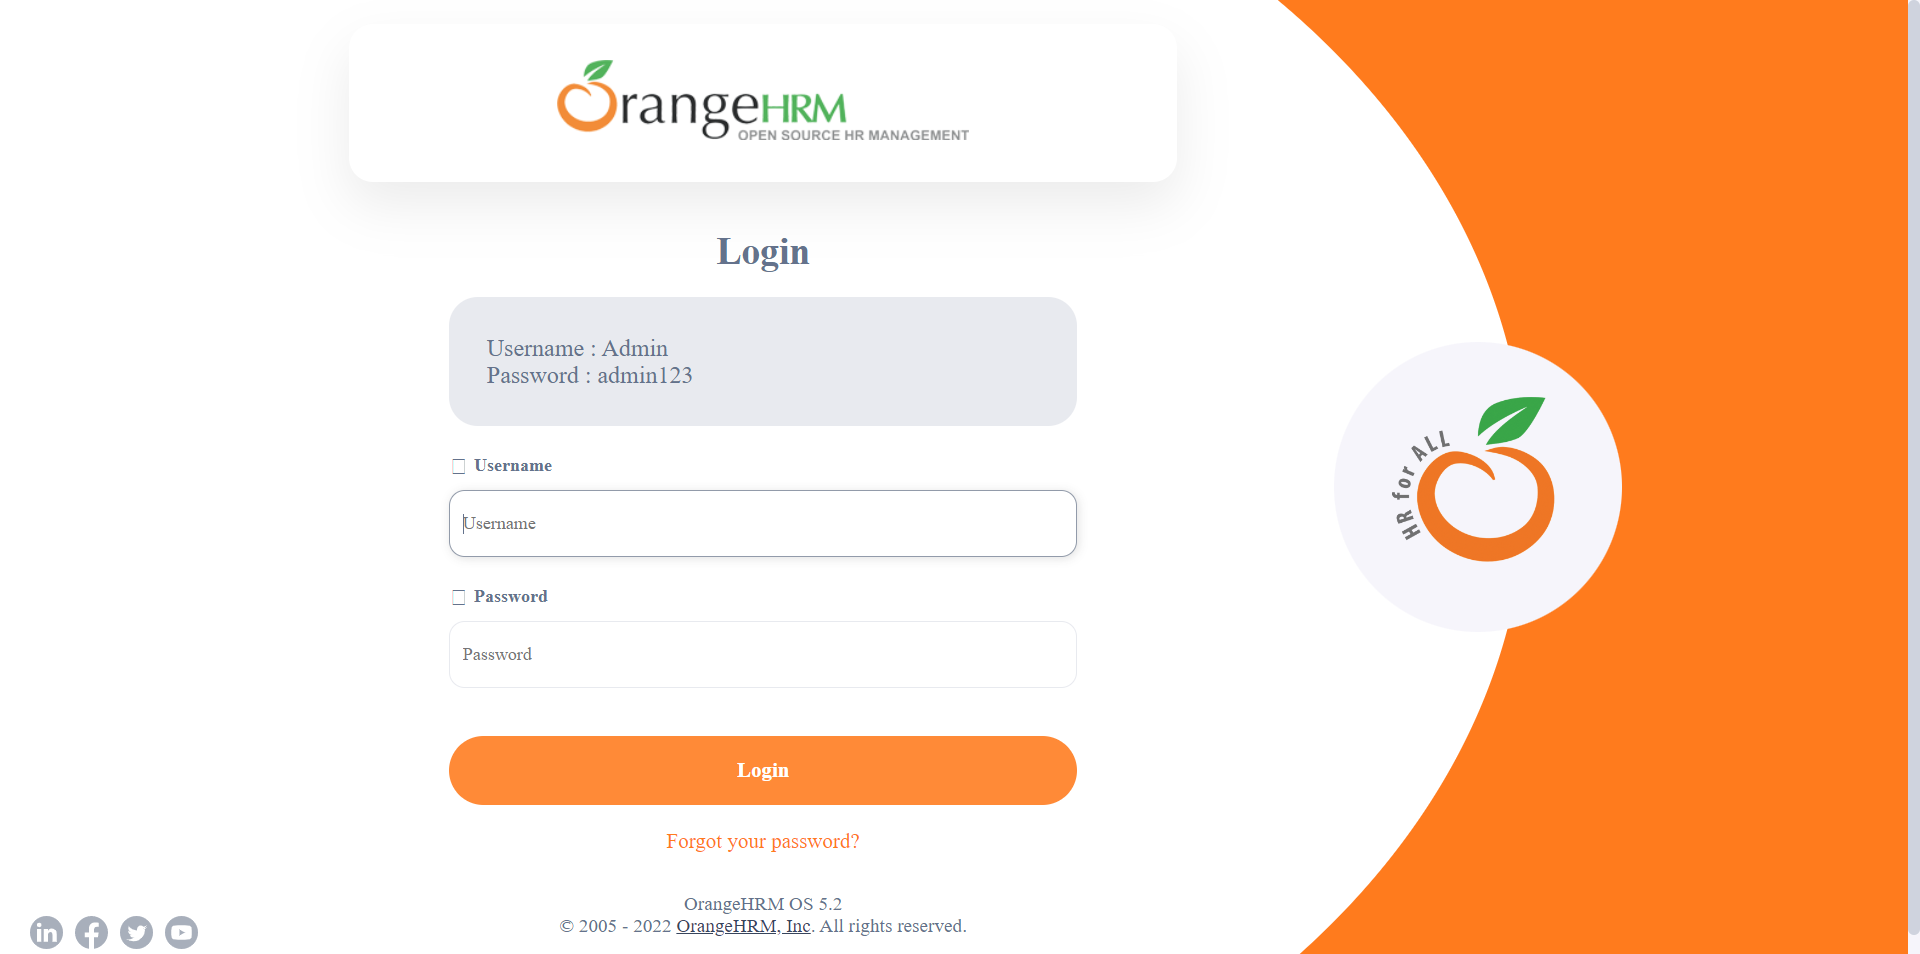 OrangeHRM
OPEN SOURCE HR MANAGEMENT
Login
Username : Admin
Password : admin123
Username
Username
Password
Password
Login
Forgot your password?
OrangeHRM OS 5.2
© 2005 - 2022 OrangeHRM, Inc. All rights reserved.
HR for ALL